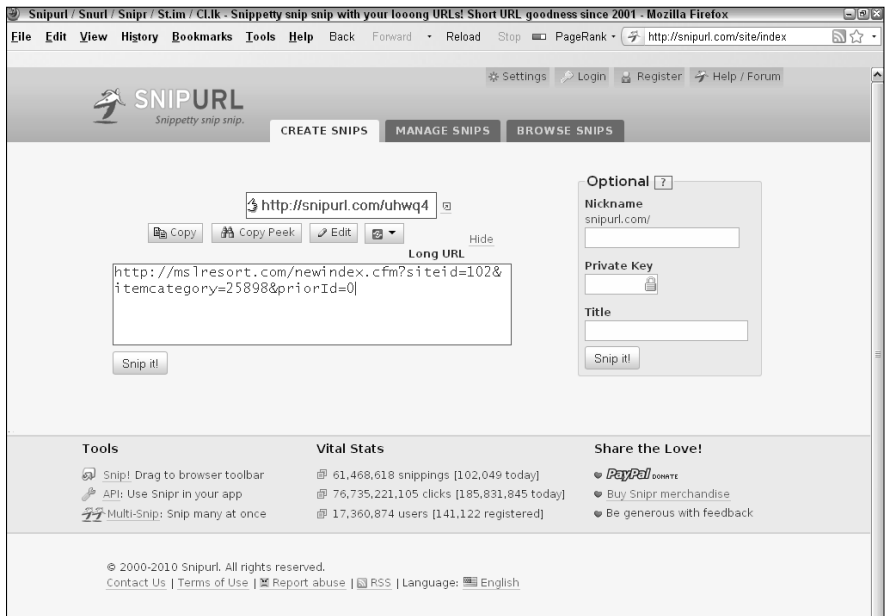 Snipurl / Snurl / Snipr / St.im / Cl.lk - Snippetty snip snip with your looong URLs! Short URL goodness since 2001 - Mozilla Firefox
File Edit View History Bookmarks Tools Help Back Forward Reload Stop PageRank http://snipurl.com/site/index
Settings Login Register Help / Forum
SNIPURL
Snippetty snip snip.
CREATE SNIPS MANAGE SNIPS BROWSE SNIPS
Optional ?
http://snipurl.com/uhwq4
Nickname
snipurl.com/
Copy Copy Peek Edit
Hide
Long URL
http://mslresort.com/newindex.cfm?siteid=102&
itemcategory=25898&priorId=0
Private Key
Title
Snip it!
Snip it!
Tools
Snip! Drag to browser toolbar
API: Use Snipr in your app
Multi-Snip: Snip many at once
Vital Stats
61,468,618 snippings [102,049 today]
76,735,221,105 clicks [185,831,845 today]
17,360,874 users [141,122 registered]
Share the Love!
PayPal DONATE
Buy Snipr merchandise
Be generous with feedback
© 2000-2010 Snipurl. All rights reserved.
Contact Us | Terms of Use | Report abuse | RSS | Language: English